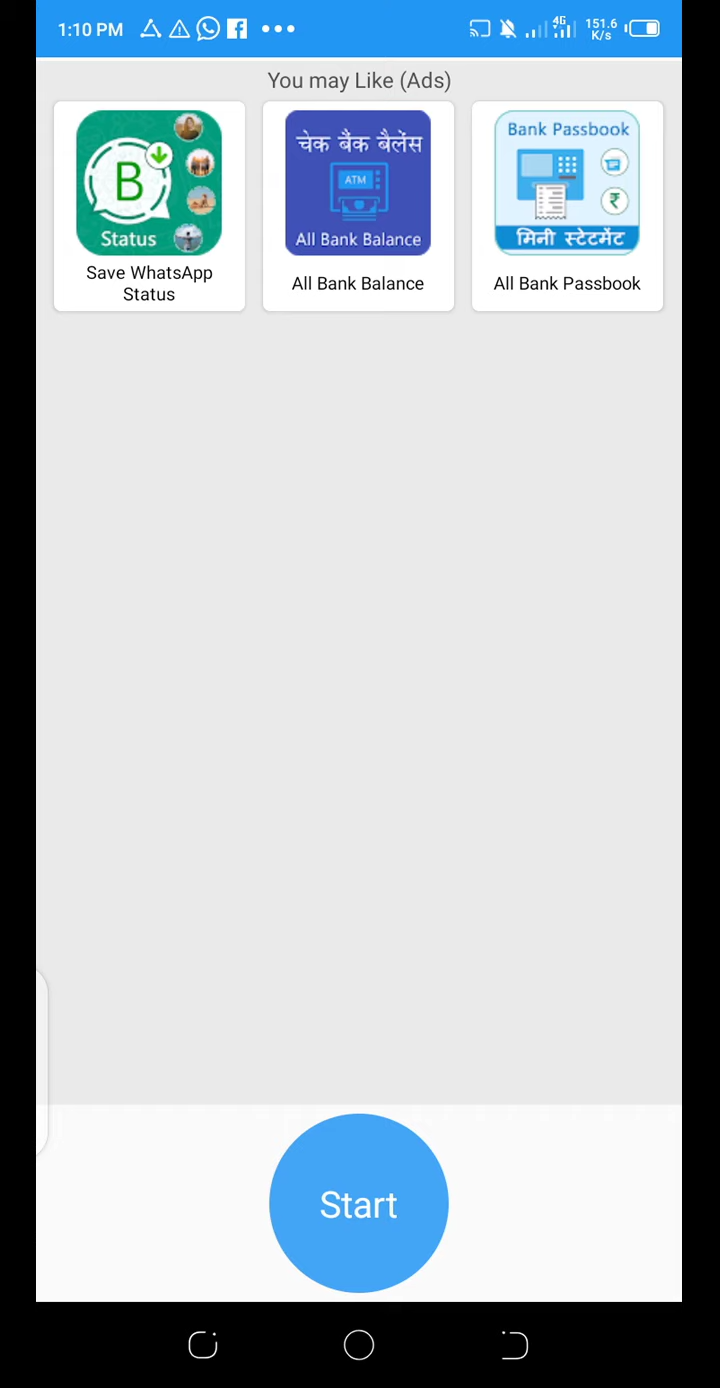 1:10 PM
4G
151.6
K/s
You may Like (Ads)
B
Status
Save WhatsApp
Status
चेक बैंक बैलेंस
ATM
All Bank Balance
All Bank Balance
Bank Passbook
₹
मिनी स्टेटमेंट
All Bank Passbook
Start